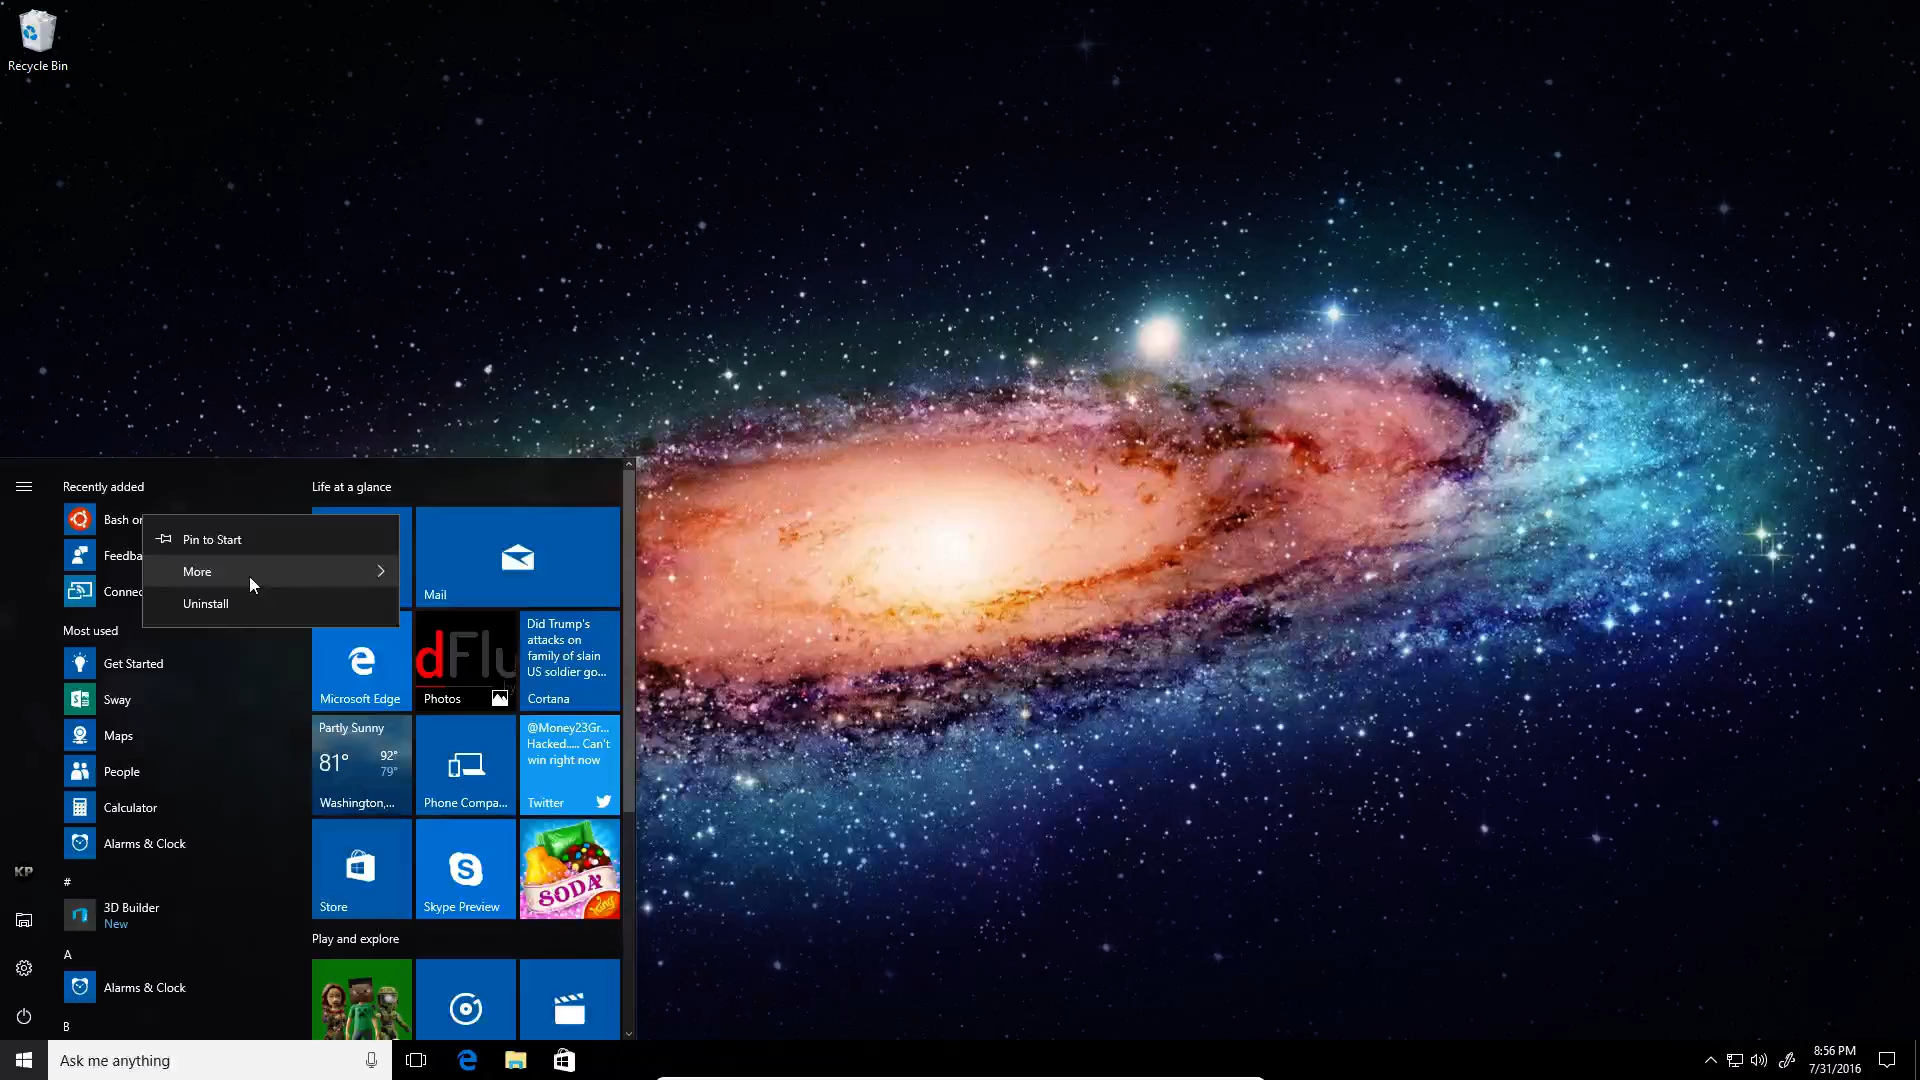 Recycle Bin
Recently added
Bash or
Feedba
Connec
Pin to Start
More
Uninstall
Most used
Get Started
Sway
Maps
People
Calculator
Alarms & Clock
KP
#
3D Builder
New
A
Alarms & Clock
B
Life at a glance
Mail
Microsoft Edge
dFlu
Photos
Did Trump's
attacks on
family of slain
US soldier go...
Cortana
Partly Sunny
81° 92°
79°
Washington,...
Phone Compa...
@Money23Gr...
Hacked..... Can't
win right now
Twitter
Store
Skype Preview
SODA
King
Play and explore
Ask me anything
8:56 PM
7/31/2016